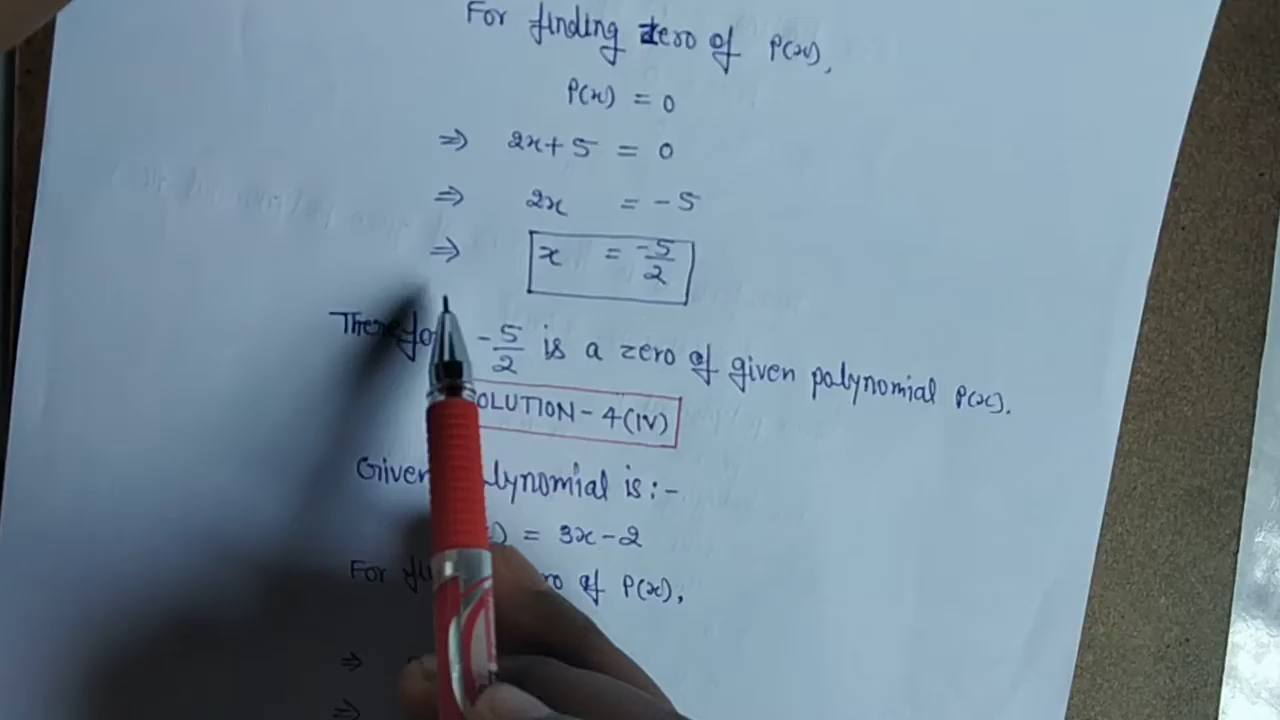 For finding zero of P(x),
P(x) = 0
⇒ 2x + 5 = 0
⇒ 2x = -5
⇒ x = -5/2
-5/2 is a zero of given polynomial P(x).
OLUTION - 4(IV)
Given lynomial is :-
= 3x - 2
For of P(x),
⇒
⇒